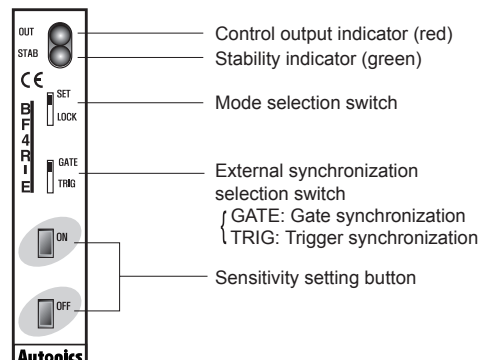 OUT
Control output indicator (red)
STAB
Stability indicator (green)
CE
SET
Mode selection switch
LOCK
BF4R-E
GATE
External synchronization
selection switch
TRIG
GATE: Gate synchronization
TRIG: Trigger synchronization
ON
Sensitivity setting button
OFF
Autonics